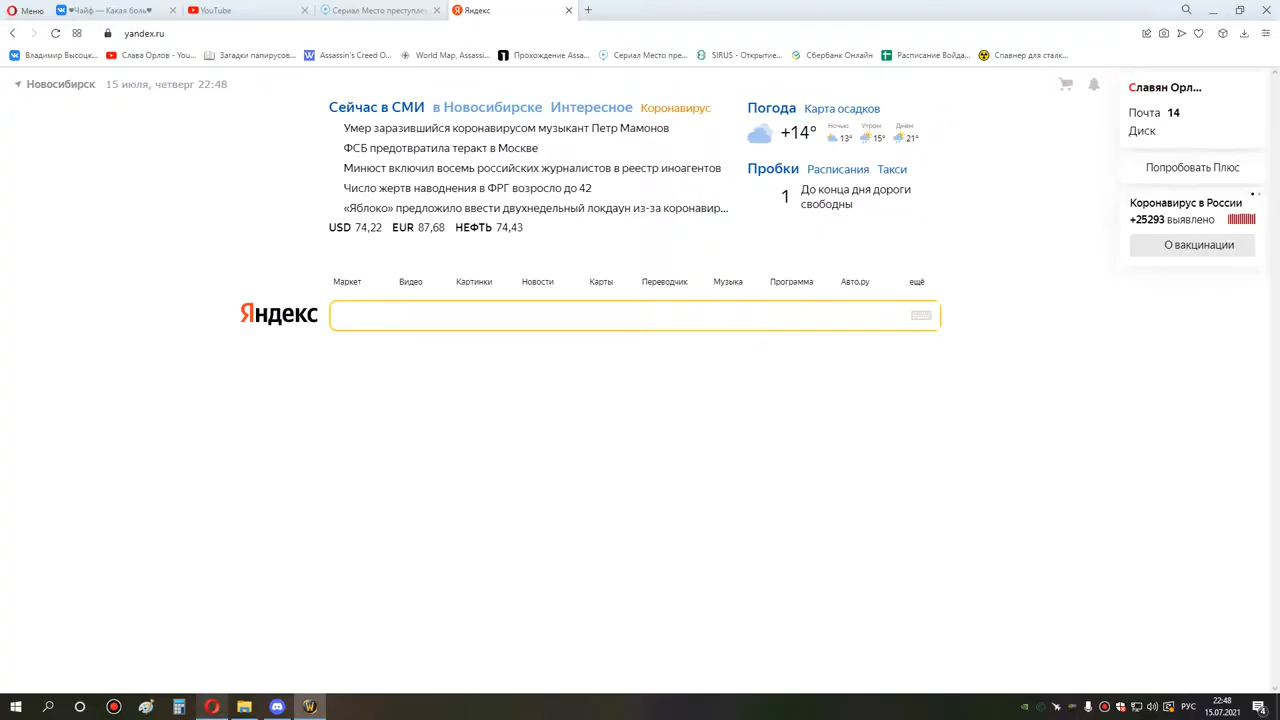 Меню
♥Чайф — Какая боль♥
YouTube
Сериал Место преступлен
Яндекс
yandex.ru
Владимир Высоцк...
Слава Орлов - You...
Загадки папирусов...
Assassin's Creed O...
World Map, Assassi...
Прохождение Assa...
Сериал Место пре...
SIRUS - Открытие...
Сбербанк Онлайн
Расписание Войда...
Спавнер для сталк...
Новосибирск 15 июля, четверг 22:48
Сейчас в СМИ в Новосибирске Интересное Коронавирус
Умер заразившийся коронавирусом музыкант Петр Мамонов
ФСБ предотвратила теракт в Москве
Минюст включил восемь российских журналистов в реестр иноагентов
Число жертв наводнения в ФРГ возросло до 42
«Яблоко» предложило ввести двухнедельный локдаун из-за коронавир...
USD 74,22 EUR 87,68 НЕФТЬ 74,43
Погода Карта осадков
+14° Ночью 13° Утром 15° Днём 21°
Пробки Расписания Такси
1 До конца дня дороги
свободны
Славян Орл...
Почта 14
Диск
Попробовать Плюс
Коронавирус в России
+25293 выявлено
О вакцинации
Маркет Видео Картинки Новости Карты Переводчик Музыка Программа Авто.ру ещё
Яндекс
РУС
22:48
15.07.2021
4